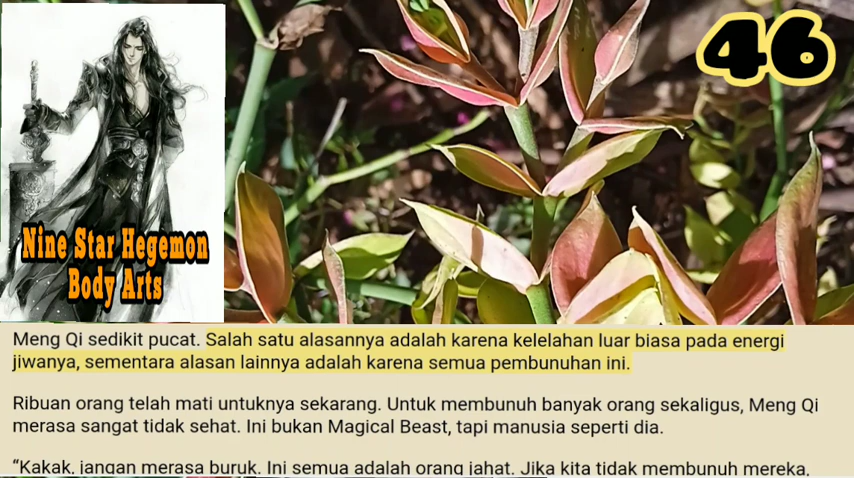 46
Nine Star Hegemon
Body Arts
Meng Qi sedikit pucat. Salah satu alasannya adalah karena kelelahan luar biasa pada energi
jiwanya, sementara alasan lainnya adalah karena semua pembunuhan ini.
Ribuan orang telah mati untuknya sekarang. Untuk membunuh banyak orang sekaligus, Meng Qi
merasa sangat tidak sehat. Ini bukan Magical Beast, tapi manusia seperti dia.
“Kakak, jangan merasa buruk. Ini semua adalah orang jahat. Jika kita tidak membunuh mereka,